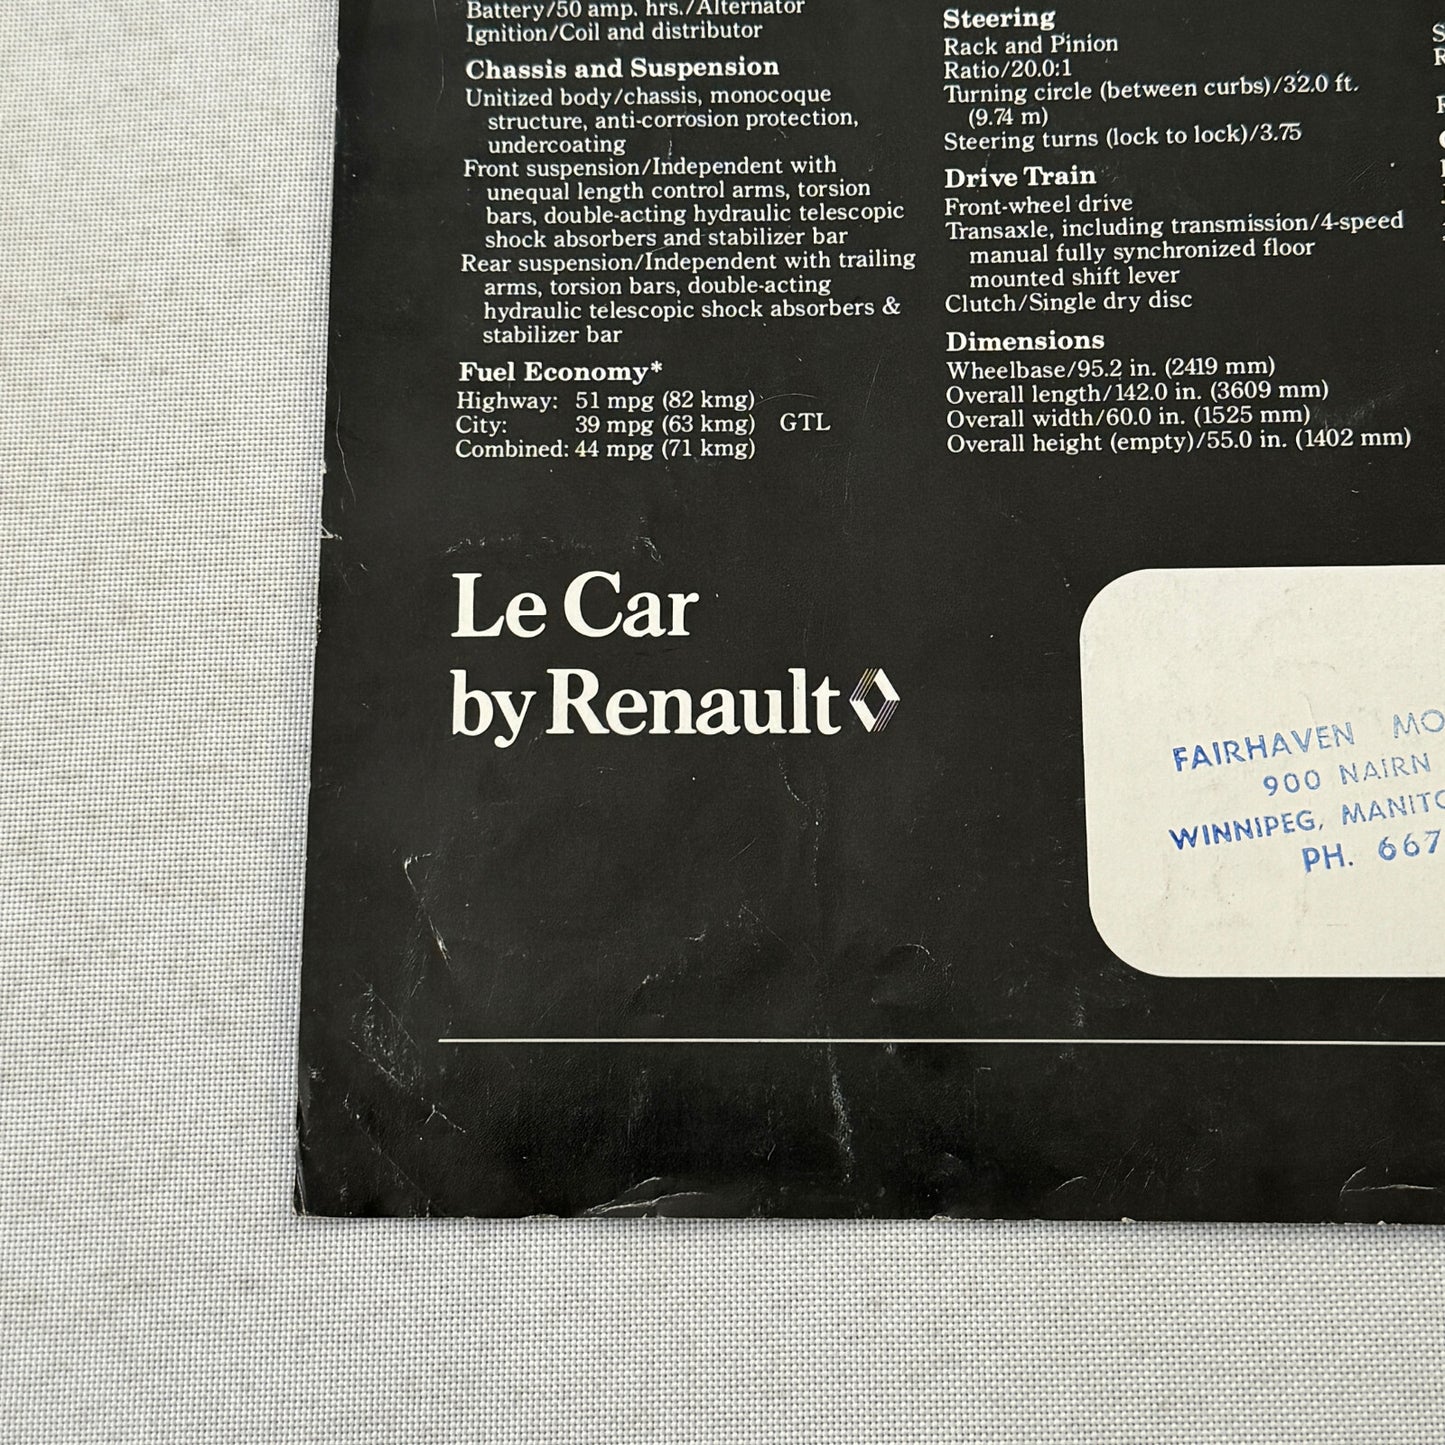 Battery/50 amp. hrs./Alternator
Ignition/Coil and distributor
Chassis and Suspension
Unitized body/chassis, monocoque
structure, anti-corrosion protection,
undercoating
Front suspension/Independent with
unequal length control arms, torsion
bars, double-acting hydraulic telescopic
shock absorbers and stabilizer bar
Rear suspension/Independent with trailing
arms, torsion bars, double-acting
hydraulic telescopic shock absorbers &
stabilizer bar
Fuel Economy*
Highway: 51 mpg (82 kmg)
City: 39 mpg (63 kmg) GTL
Combined: 44 mpg (71 kmg)
Steering
Rack and Pinion
Ratio/20.0:1
Turning circle (between curbs)/32.0 ft.
(9.74 m)
Steering turns (lock to lock)/3.75
Drive Train
Front-wheel drive
Transaxle, including transmission/4-speed
manual fully synchronized floor
mounted shift lever
Clutch/Single dry disc
Dimensions
Wheelbase/95.2 in. (2419 mm)
Overall length/142.0 in. (3609 mm)
Overall width/60.0 in. (1525 mm)
Overall height (empty)/55.0 in. (1402 mm)
Le Car
by Renault
FAIRHAVEN MO
900 NAIRN
WINNIPEG, MANITO
PH. 667